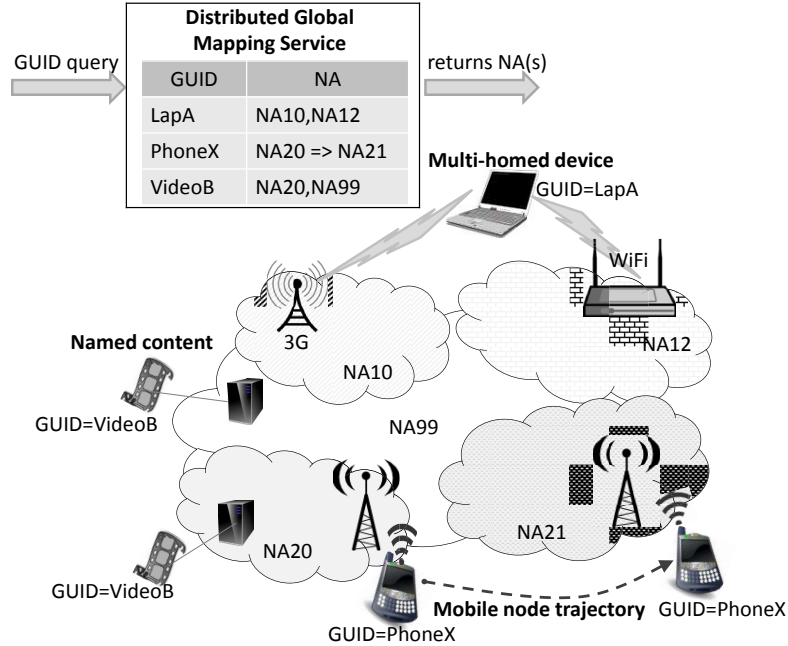 Distributed Global
Mapping Service
GUID query
returns NA(s)
GUID NA
LapA NA10,NA12
PhoneX NA20 => NA21
VideoB NA20,NA99
Multi-homed device
GUID=LapA
WiFi
3G
NA12
Named content
NA10
GUID=VideoB
NA99
NA20
NA21
GUID=VideoB
Mobile node trajectory
GUID=PhoneX
GUID=PhoneX